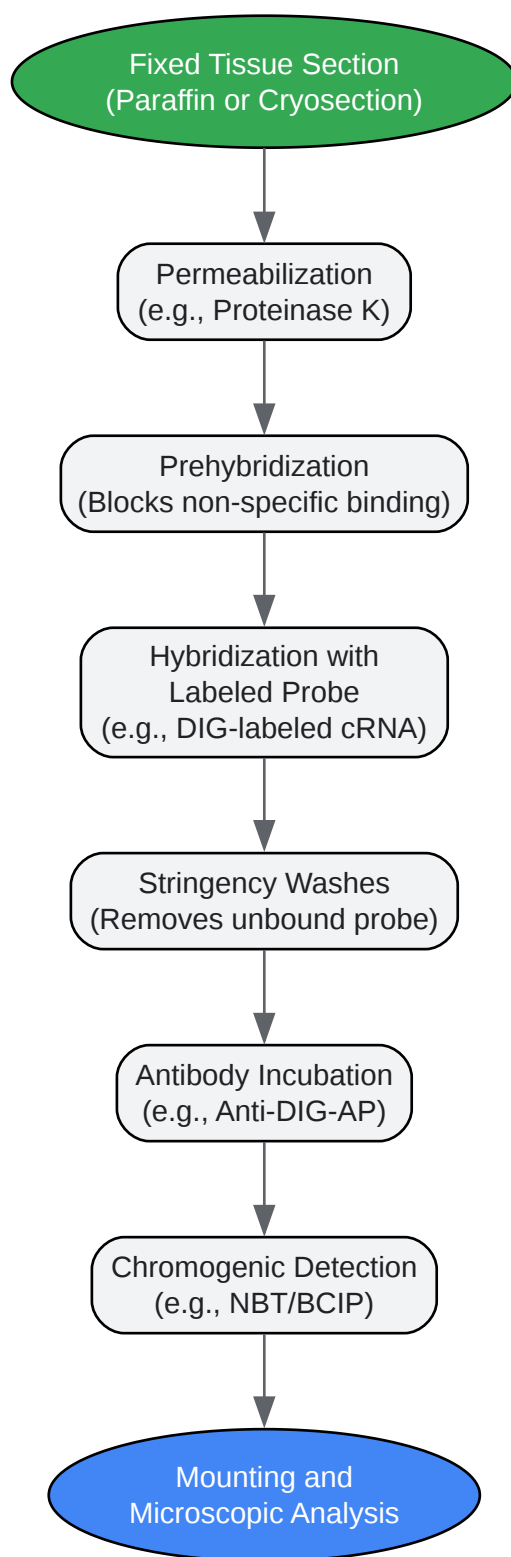 Fixed Tissue Section
(Paraffin or Cryosection)
Permeabilization
(e.g., Proteinase K)
Prehybridization
(Blocks non-specific binding)
Hybridization with
Labeled Probe
(e.g., DIG-labeled cRNA)
Stringency Washes
(Removes unbound probe)
Antibody Incubation
(e.g., Anti-DIG-AP)
Chromogenic Detection
(e.g., NBT/BCIP)
Mounting and
Microscopic Analysis